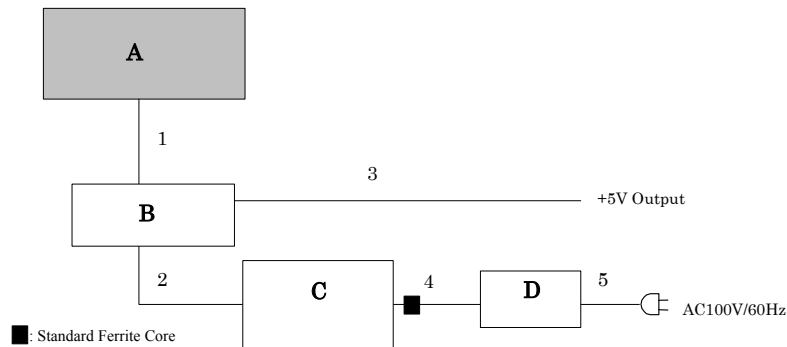 A
1
3
+5V Output
B
2
C
4
D
5
AC100V/60Hz
: Standard Ferrite Core